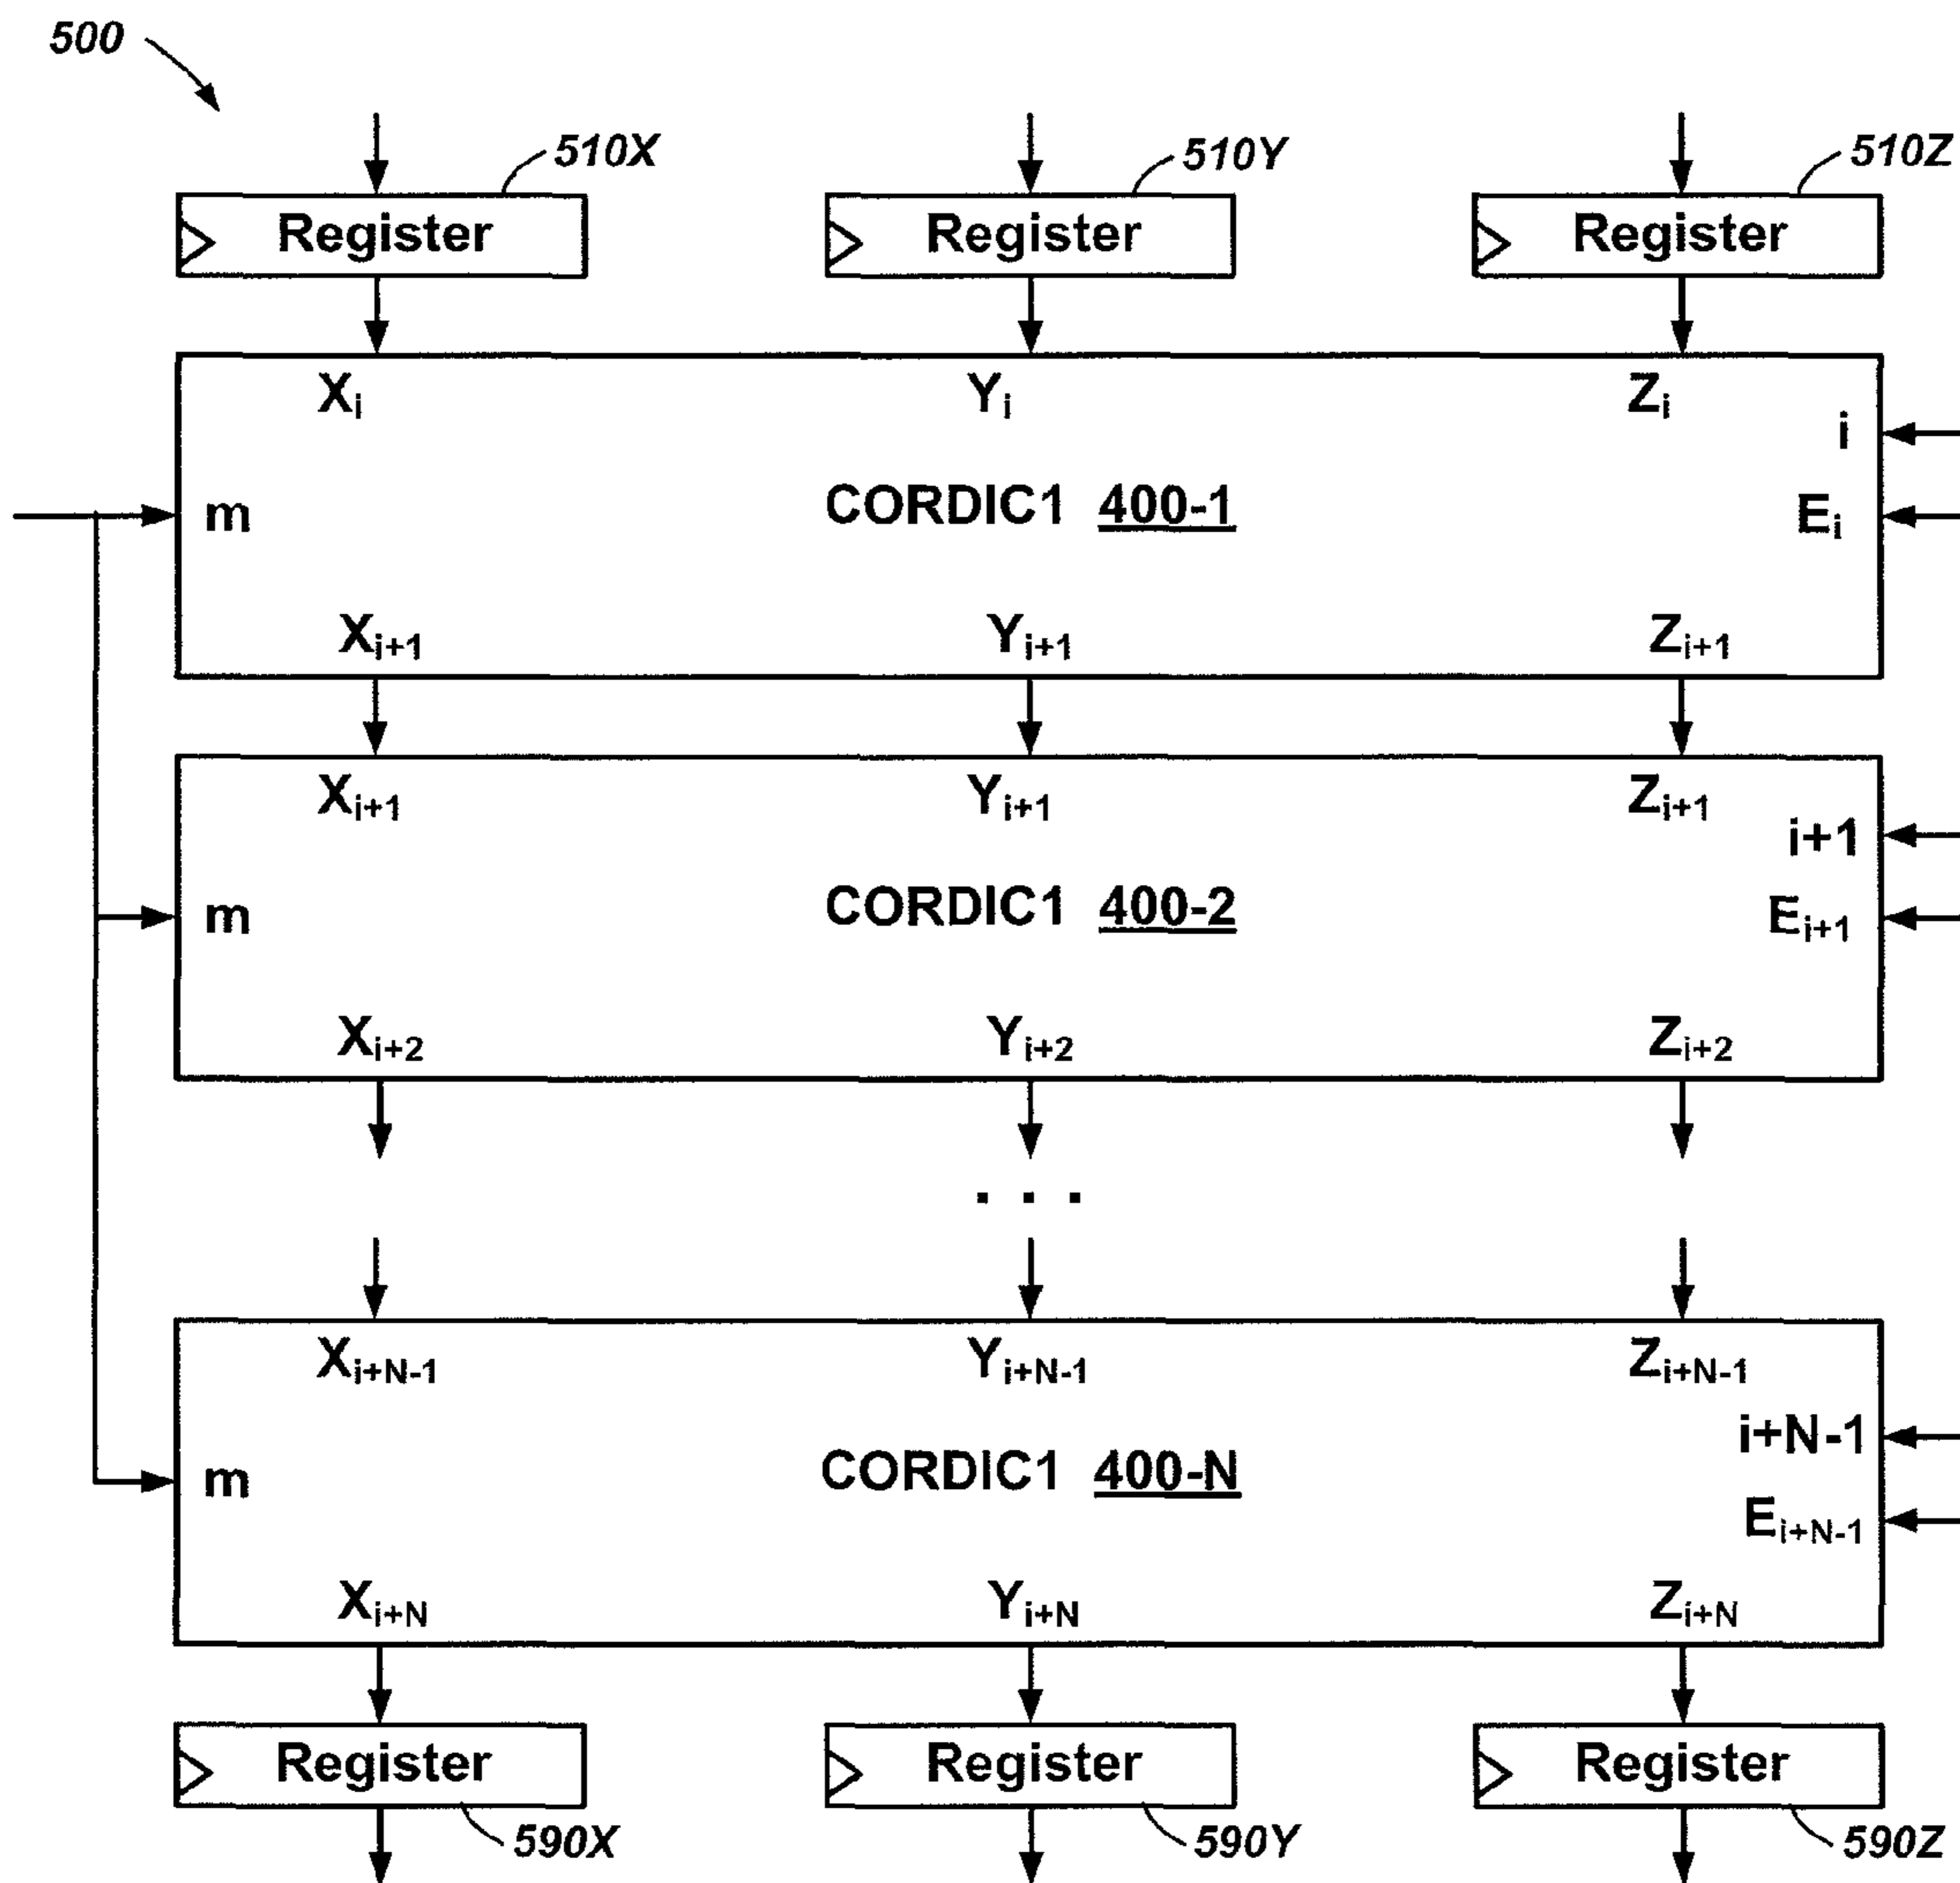 500
510X 510Y 510Z
Register Register Register
Xi Yi Zi
i
m CORDIC1 400-1 Ei
Xi+1 Yi+1 Zi+1
Xi+1 Yi+1 Zi+1
i+1
m CORDIC1 400-2 Ei+1
Xi+2 Yi+2 Zi+2
. . .
Xi+N-1 Yi+N-1 Zi+N-1
i+N-1
m CORDIC1 400-N
Ei+N-1
Xi+N Yi+N Zi+N
Register Register Register
590X 590Y 590Z